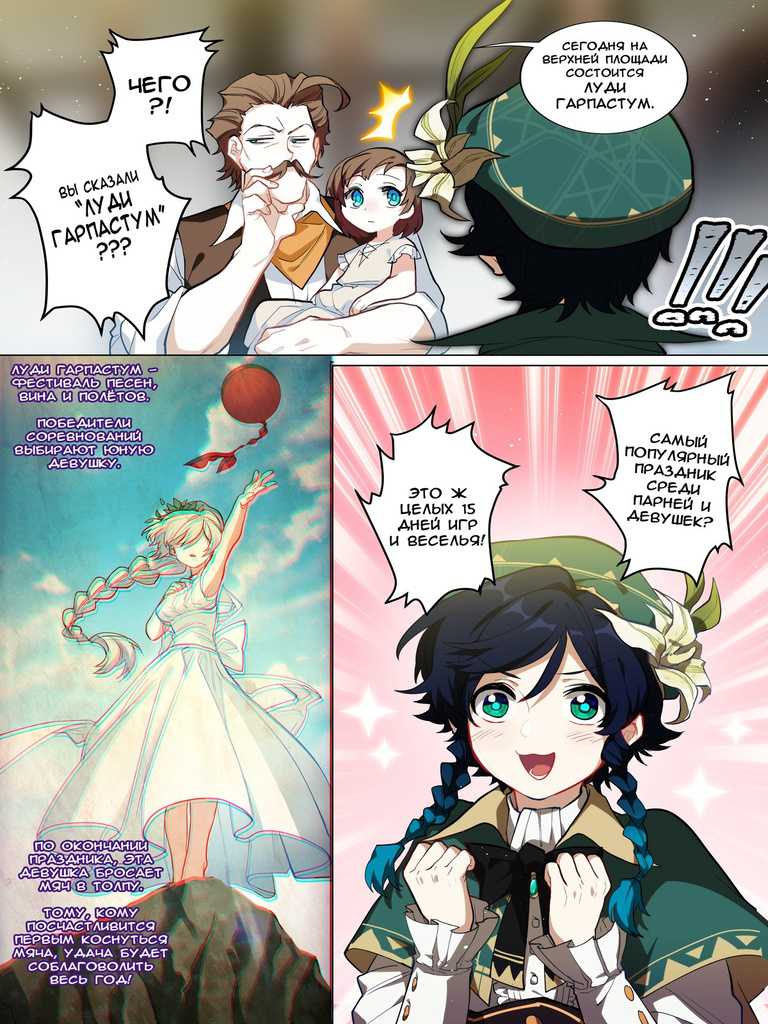 СЕГОДНЯ НА
ВЕРХНЕЙ ПЛОЩАДИ
СОСТОИТСЯ
ЛУДИ
ГАРПАСТУМ.
ЧЕГО
?!
ВЫ СКАЗАЛИ
"ЛУДИ
ГАРПАСТУМ"
???
!!!
ЛУДИ ГАРПАСТУМ –
ФЕСТИВАЛЬ ПЕСЕН,
ВИНА И ПОЛЁТОВ.
ПОБЕДИТЕЛИ
СОРЕВНОВАНИЙ
ВЫБИРАЮТ ЮНУЮ
ДЕВУШКУ.
ПО ОКОНЧАНИИ
ПРАЗДНИКА, ЭТА
ДЕВУШКА БРОСАЕТ
МЯЧ В ТОЛПУ.
ТОМУ, КОМУ
ПОСЧАСТЛИВИТСЯ
ПЕРВЫМ КОСНУТЬСЯ
МЯЧА, УДАЧА БУДЕТ
СОБЛАГОВОЛИТЬ
ВЕСЬ ГОД!
САМЫЙ
ПОПУЛЯРНЫЙ
ПРАЗДНИК
СРЕДИ
ПАРНЕЙ И
ДЕВУШЕК?
ЭТО Ж
ЦЕЛЫХ 15
ДНЕЙ ИГР
И ВЕСЕЛЬЯ!